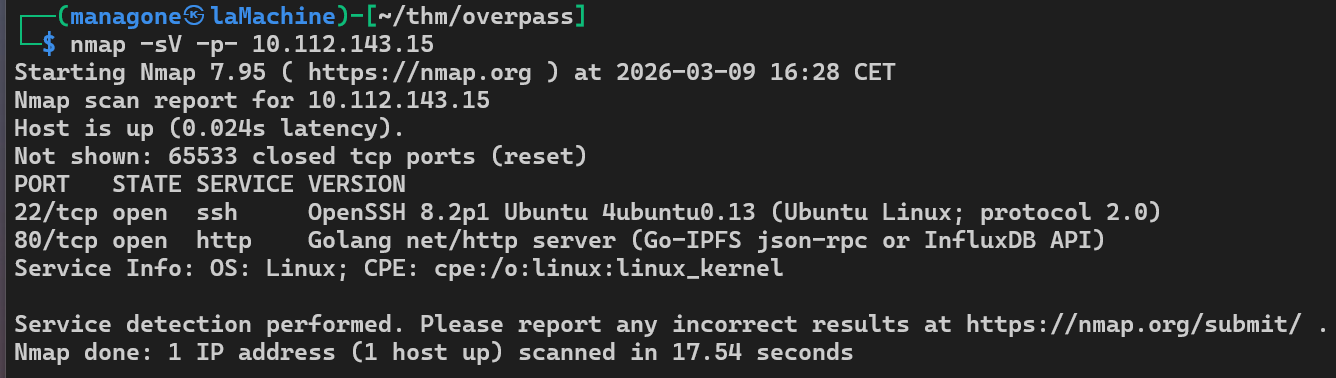 ┌──(managone㉿laMachine)-[~/thm/overpass]
└─$ nmap -sV -p- 10.112.143.15
Starting Nmap 7.95 ( https://nmap.org ) at 2026-03-09 16:28 CET
Nmap scan report for 10.112.143.15
Host is up (0.024s latency).
Not shown: 65533 closed tcp ports (reset)
PORT   STATE SERVICE VERSION
22/tcp open  ssh     OpenSSH 8.2p1 Ubuntu 4ubuntu0.13 (Ubuntu Linux; protocol 2.0)
80/tcp open  http    Golang net/http server (Go-IPFS json-rpc or InfluxDB API)
Service Info: OS: Linux; CPE: cpe:/o:linux:linux_kernel

Service detection performed. Please report any incorrect results at https://nmap.org/submit/ .
Nmap done: 1 IP address (1 host up) scanned in 17.54 seconds